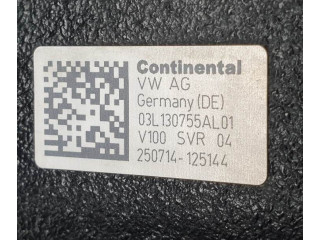 Continental
VW AG
Germany (DE)
03L130755AL01
V100 SVR 04
250714-125144